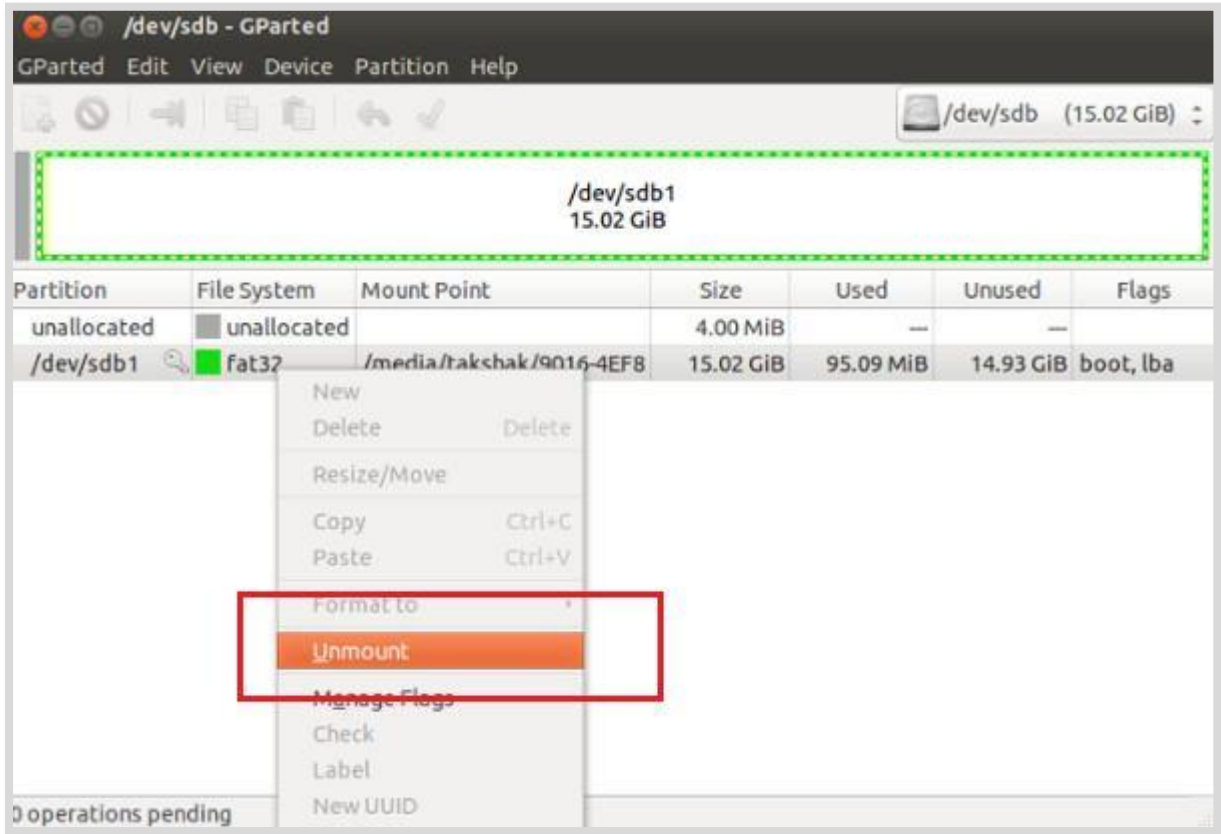 /dev/sdb - GParted
GParted Edit View Device Partition Help
/dev/sdb (15.02 GiB)
/dev/sdb1
15.02 GiB
Partition File System Mount Point Size Used Unused Flags
unallocated unallocated 4.00 MiB --- ---
/dev/sdb1 fat32 /media/takshak/9016-4EF8 15.02 GiB 95.09 MiB 14.93 GiB boot, lba
New
Delete Delete
Resize/Move
Copy Ctrl+C
Paste Ctrl+V
Format to
Unmount
Manage Flags
Check
Label
New UUID
0 operations pending